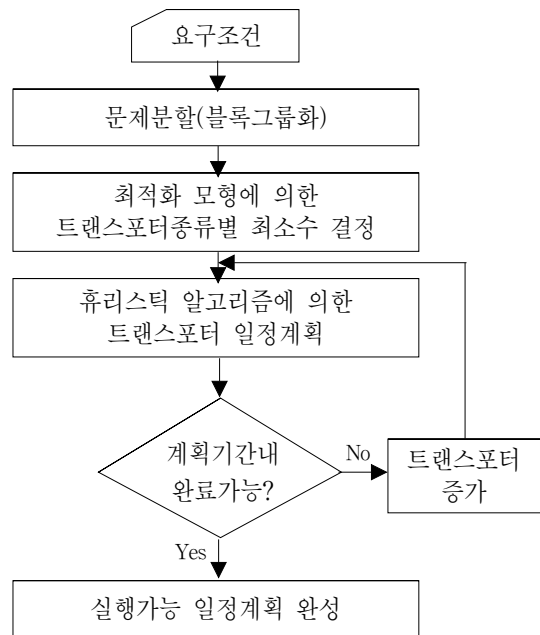 요구조건
문제분할(블록그룹화)
최적화 모형에 의한
트랜스포터종류별 최소수 결정
휴리스틱 알고리즘에 의한
트랜스포터 일정계획
계획기간내
완료가능?
No
트랜스포터
증가
Yes
실행가능 일정계획 완성